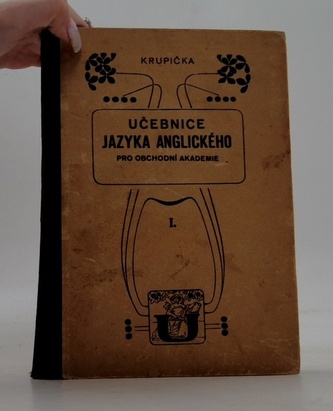 KRUPIČKA
UČEBNICE
JAZYKA ANGLICKÉHO
PRO OBCHODNÍ AKADEMIE
I.
U